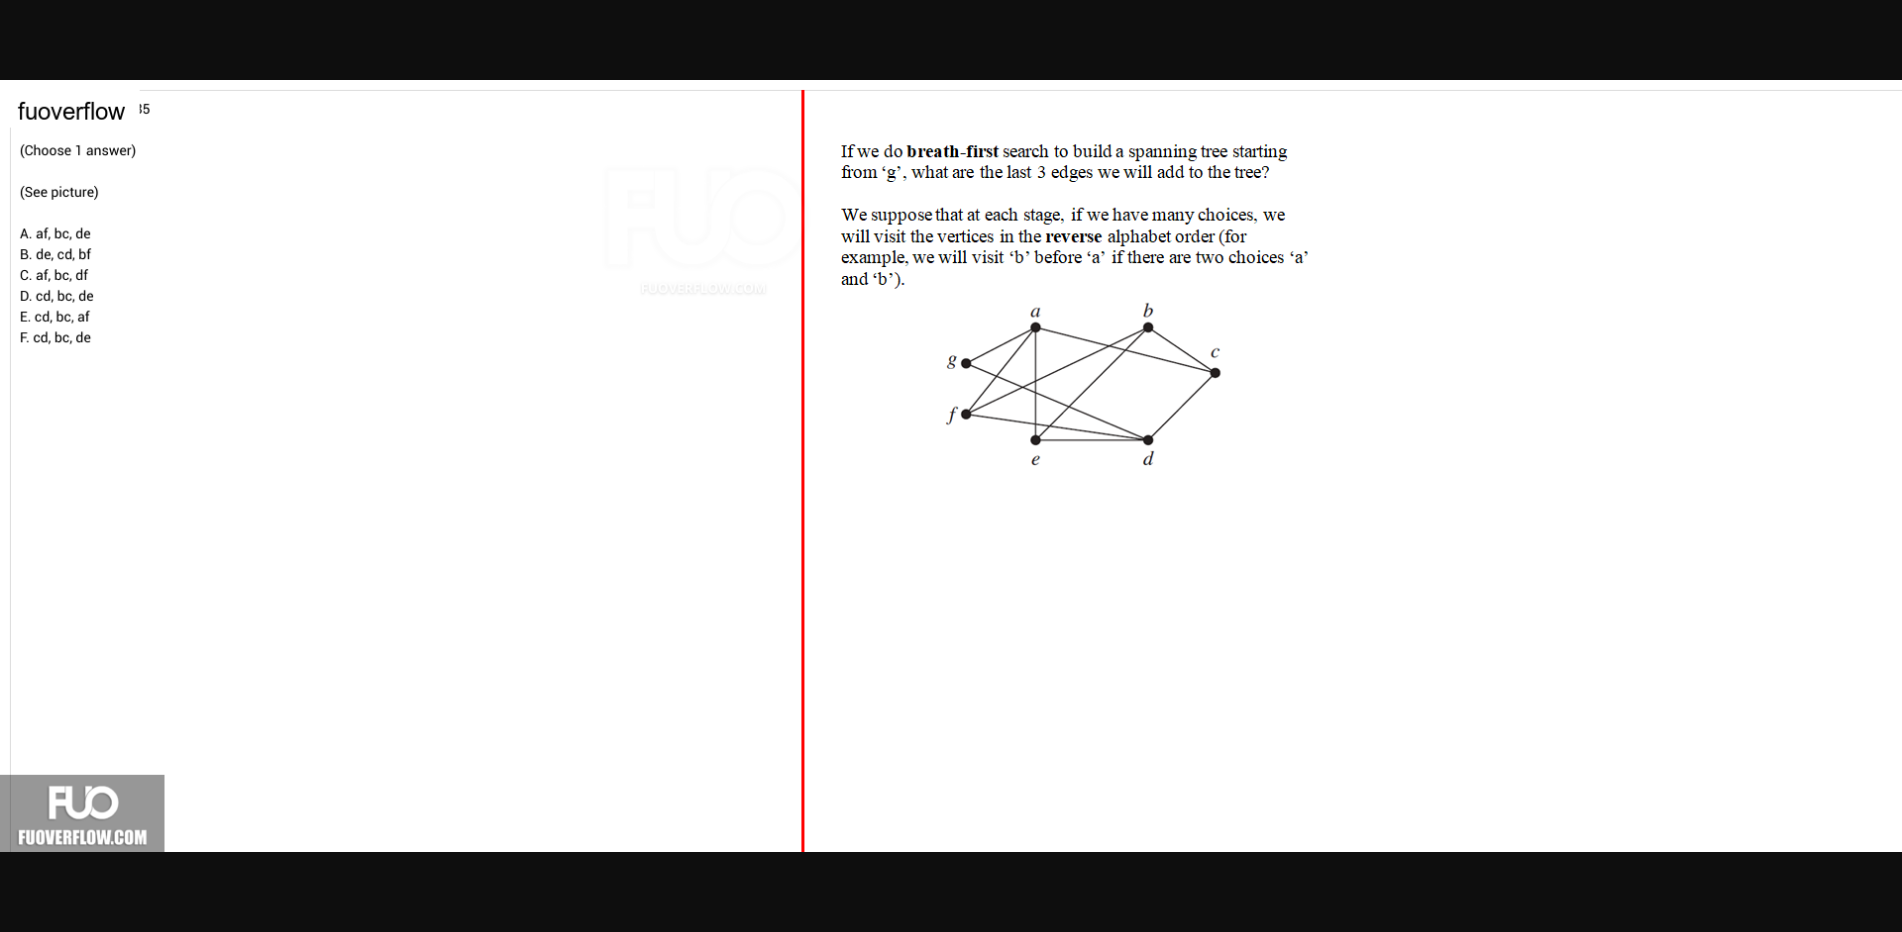 fuoverflow 35
(Choose 1 answer)
(See picture)
A. af, bc, de
B. de, cd, bf
C. af, bc, df
D. cd, bc, de
E. cd, bc, af
F. cd, bc, de
FUO
FUOVERFLOW.COM
If we do breath-first search to build a spanning tree starting
from ‘g’, what are the last 3 edges we will add to the tree?
We suppose that at each stage, if we have many choices, we
will visit the vertices in the reverse alphabet order (for
example, we will visit ‘b’ before ‘a’ if there are two choices ‘a’
and ‘b’).
a b
c
g
f
e d
FUO
FUOVERFLOW.COM